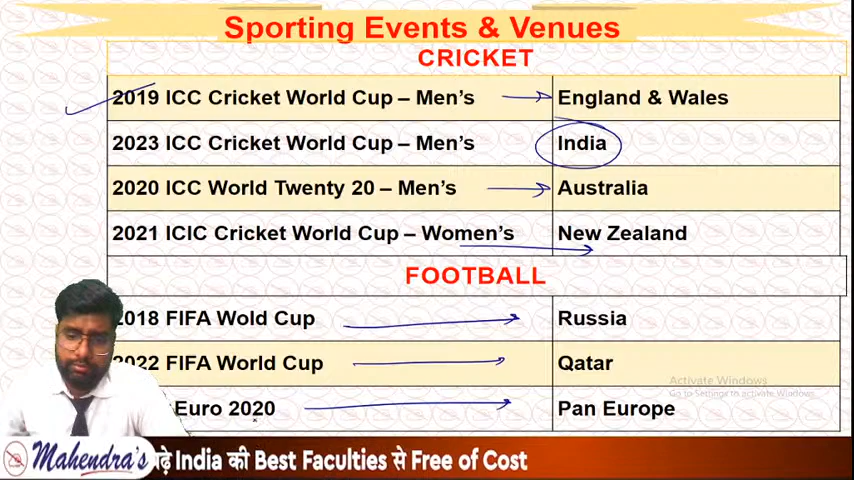 Sporting Events & Venues
CRICKET
2019 ICC Cricket World Cup – Men's England & Wales
2023 ICC Cricket World Cup – Men's India
2020 ICC World Twenty 20 – Men's Australia
2021 ICIC Cricket World Cup – Women's New Zealand
FOOTBALL
2018 FIFA Wold Cup Russia
2022 FIFA World Cup Qatar
Euro 2020 Pan Europe
Activate Windows
Go to Settings to activate Windows.
Mahendra's पढ़े India की Best Faculties से Free of Cost